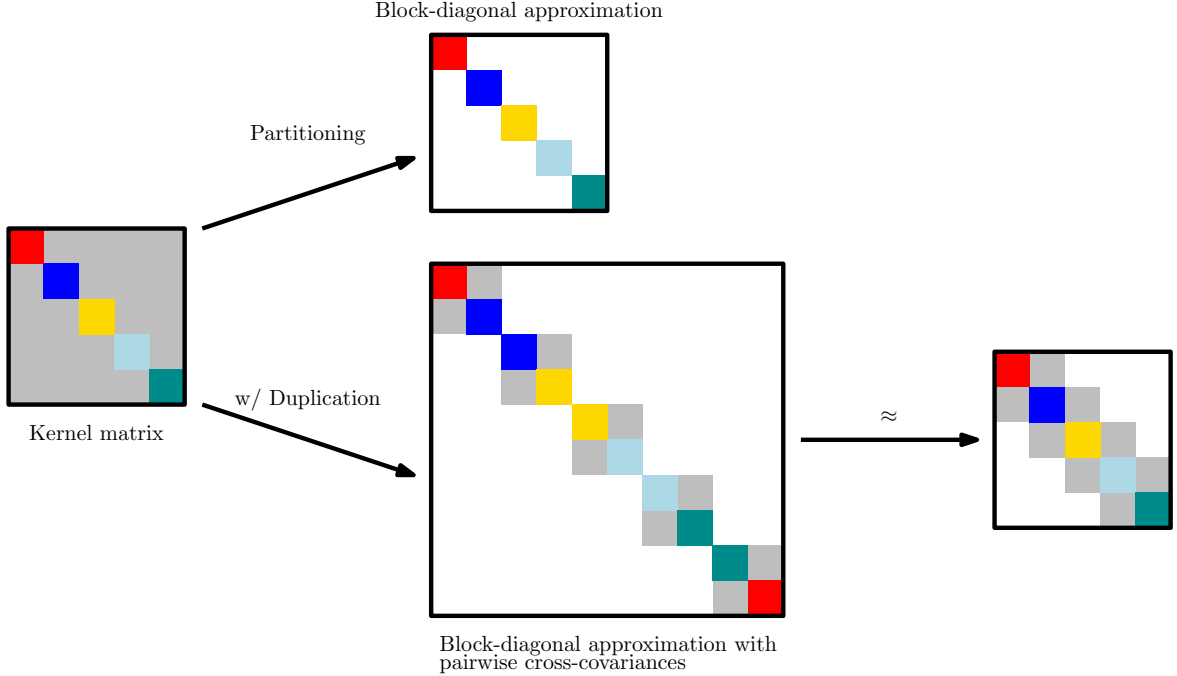 Block-diagonal approximation
Partitioning
w/ Duplication
≈
Kernel matrix
Block-diagonal approximation with
pairwise cross-covariances